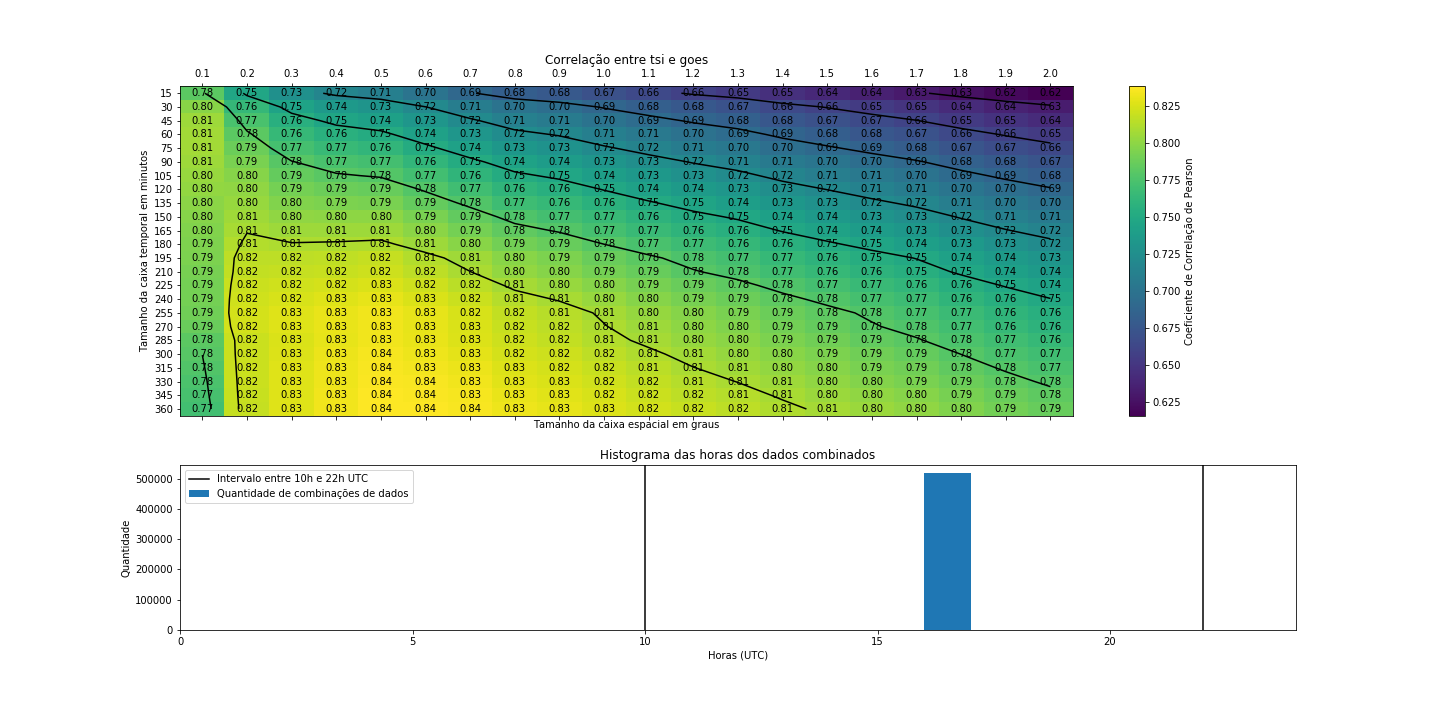 Correlação entre tsi e goes
0.1 0.2 0.3 0.4 0.5 0.6 0.7 0.8 0.9 1.0 1.1 1.2 1.3 1.4 1.5 1.6 1.7 1.8 1.9 2.0
15 0.78 0.75 0.73 0.72 0.71 0.70 0.69 0.68 0.68 0.67 0.66 0.66 0.65 0.65 0.64 0.64 0.63 0.63 0.62 0.62
30 0.80 0.76 0.75 0.74 0.73 0.72 0.71 0.70 0.70 0.69 0.68 0.68 0.67 0.66 0.66 0.65 0.65 0.64 0.64 0.63
45 0.81 0.77 0.76 0.75 0.74 0.73 0.72 0.71 0.71 0.70 0.69 0.69 0.68 0.68 0.67 0.67 0.66 0.65 0.65 0.64
60 0.81 0.78 0.76 0.76 0.75 0.74 0.73 0.72 0.72 0.71 0.71 0.70 0.69 0.69 0.68 0.68 0.67 0.66 0.66 0.65
75 0.81 0.79 0.77 0.77 0.76 0.75 0.74 0.73 0.73 0.72 0.72 0.71 0.70 0.70 0.69 0.69 0.68 0.67 0.67 0.66
90 0.81 0.79 0.78 0.77 0.77 0.76 0.75 0.74 0.74 0.73 0.73 0.72 0.71 0.71 0.70 0.70 0.69 0.68 0.68 0.67
105 0.80 0.80 0.79 0.78 0.78 0.77 0.76 0.75 0.75 0.74 0.73 0.73 0.72 0.72 0.71 0.71 0.70 0.69 0.69 0.68
120 0.80 0.80 0.79 0.79 0.79 0.78 0.77 0.76 0.76 0.75 0.74 0.74 0.73 0.73 0.72 0.71 0.71 0.70 0.70 0.69
135 0.80 0.80 0.80 0.79 0.79 0.79 0.78 0.77 0.76 0.76 0.75 0.75 0.74 0.73 0.73 0.72 0.72 0.71 0.70 0.70
150 0.80 0.81 0.80 0.80 0.80 0.79 0.79 0.78 0.77 0.77 0.76 0.75 0.75 0.74 0.74 0.73 0.73 0.72 0.71 0.71
165 0.80 0.81 0.81 0.81 0.81 0.80 0.79 0.78 0.78 0.77 0.77 0.76 0.76 0.75 0.74 0.74 0.73 0.73 0.72 0.72
180 0.79 0.81 0.81 0.81 0.81 0.81 0.80 0.79 0.79 0.78 0.77 0.77 0.76 0.76 0.75 0.75 0.74 0.73 0.73 0.72
195 0.79 0.82 0.82 0.82 0.82 0.81 0.81 0.80 0.79 0.79 0.78 0.78 0.77 0.77 0.76 0.75 0.75 0.74 0.74 0.73
210 0.79 0.82 0.82 0.82 0.82 0.82 0.81 0.80 0.80 0.79 0.79 0.78 0.78 0.77 0.76 0.76 0.75 0.75 0.74 0.74
225 0.79 0.82 0.82 0.82 0.83 0.82 0.82 0.81 0.80 0.80 0.79 0.79 0.78 0.78 0.77 0.77 0.76 0.76 0.75 0.74
240 0.79 0.82 0.82 0.83 0.83 0.83 0.82 0.81 0.81 0.80 0.80 0.79 0.79 0.78 0.78 0.77 0.77 0.76 0.76 0.75
255 0.79 0.82 0.83 0.83 0.83 0.83 0.82 0.82 0.81 0.81 0.80 0.80 0.79 0.79 0.78 0.78 0.77 0.77 0.76 0.76
270 0.79 0.82 0.83 0.83 0.83 0.83 0.83 0.82 0.82 0.81 0.81 0.80 0.80 0.79 0.79 0.78 0.78 0.77 0.76 0.76
285 0.78 0.82 0.83 0.83 0.83 0.83 0.83 0.82 0.82 0.81 0.81 0.80 0.80 0.79 0.79 0.79 0.78 0.78 0.77 0.76
300 0.78 0.82 0.83 0.83 0.84 0.83 0.83 0.82 0.82 0.82 0.81 0.81 0.80 0.80 0.79 0.79 0.79 0.78 0.77 0.77
315 0.78 0.82 0.83 0.83 0.84 0.84 0.83 0.83 0.82 0.82 0.82 0.81 0.81 0.80 0.80 0.79 0.79 0.78 0.78 0.77
330 0.78 0.82 0.83 0.83 0.84 0.84 0.83 0.83 0.82 0.82 0.82 0.81 0.81 0.81 0.80 0.80 0.79 0.79 0.78 0.78
345 0.77 0.82 0.83 0.83 0.84 0.84 0.83 0.83 0.83 0.82 0.82 0.82 0.81 0.81 0.80 0.80 0.80 0.79 0.79 0.78
360 0.77 0.82 0.83 0.83 0.84 0.84 0.84 0.83 0.83 0.83 0.82 0.82 0.82 0.81 0.81 0.80 0.80 0.80 0.79 0.79
Tamanho da caixa temporal em minutos
Tamanho da caixa espacial em graus
0.825
0.800
0.775
0.750
0.725
0.700
0.675
0.650
0.625
Coeficiente de Correlação de Pearson
Histograma das horas dos dados combinados
Intervalo entre 10h e 22h UTC
Quantidade de combinações de dados
500000
400000
300000
200000
100000
0
Quantidade
0 5 10 15 20
Horas (UTC)